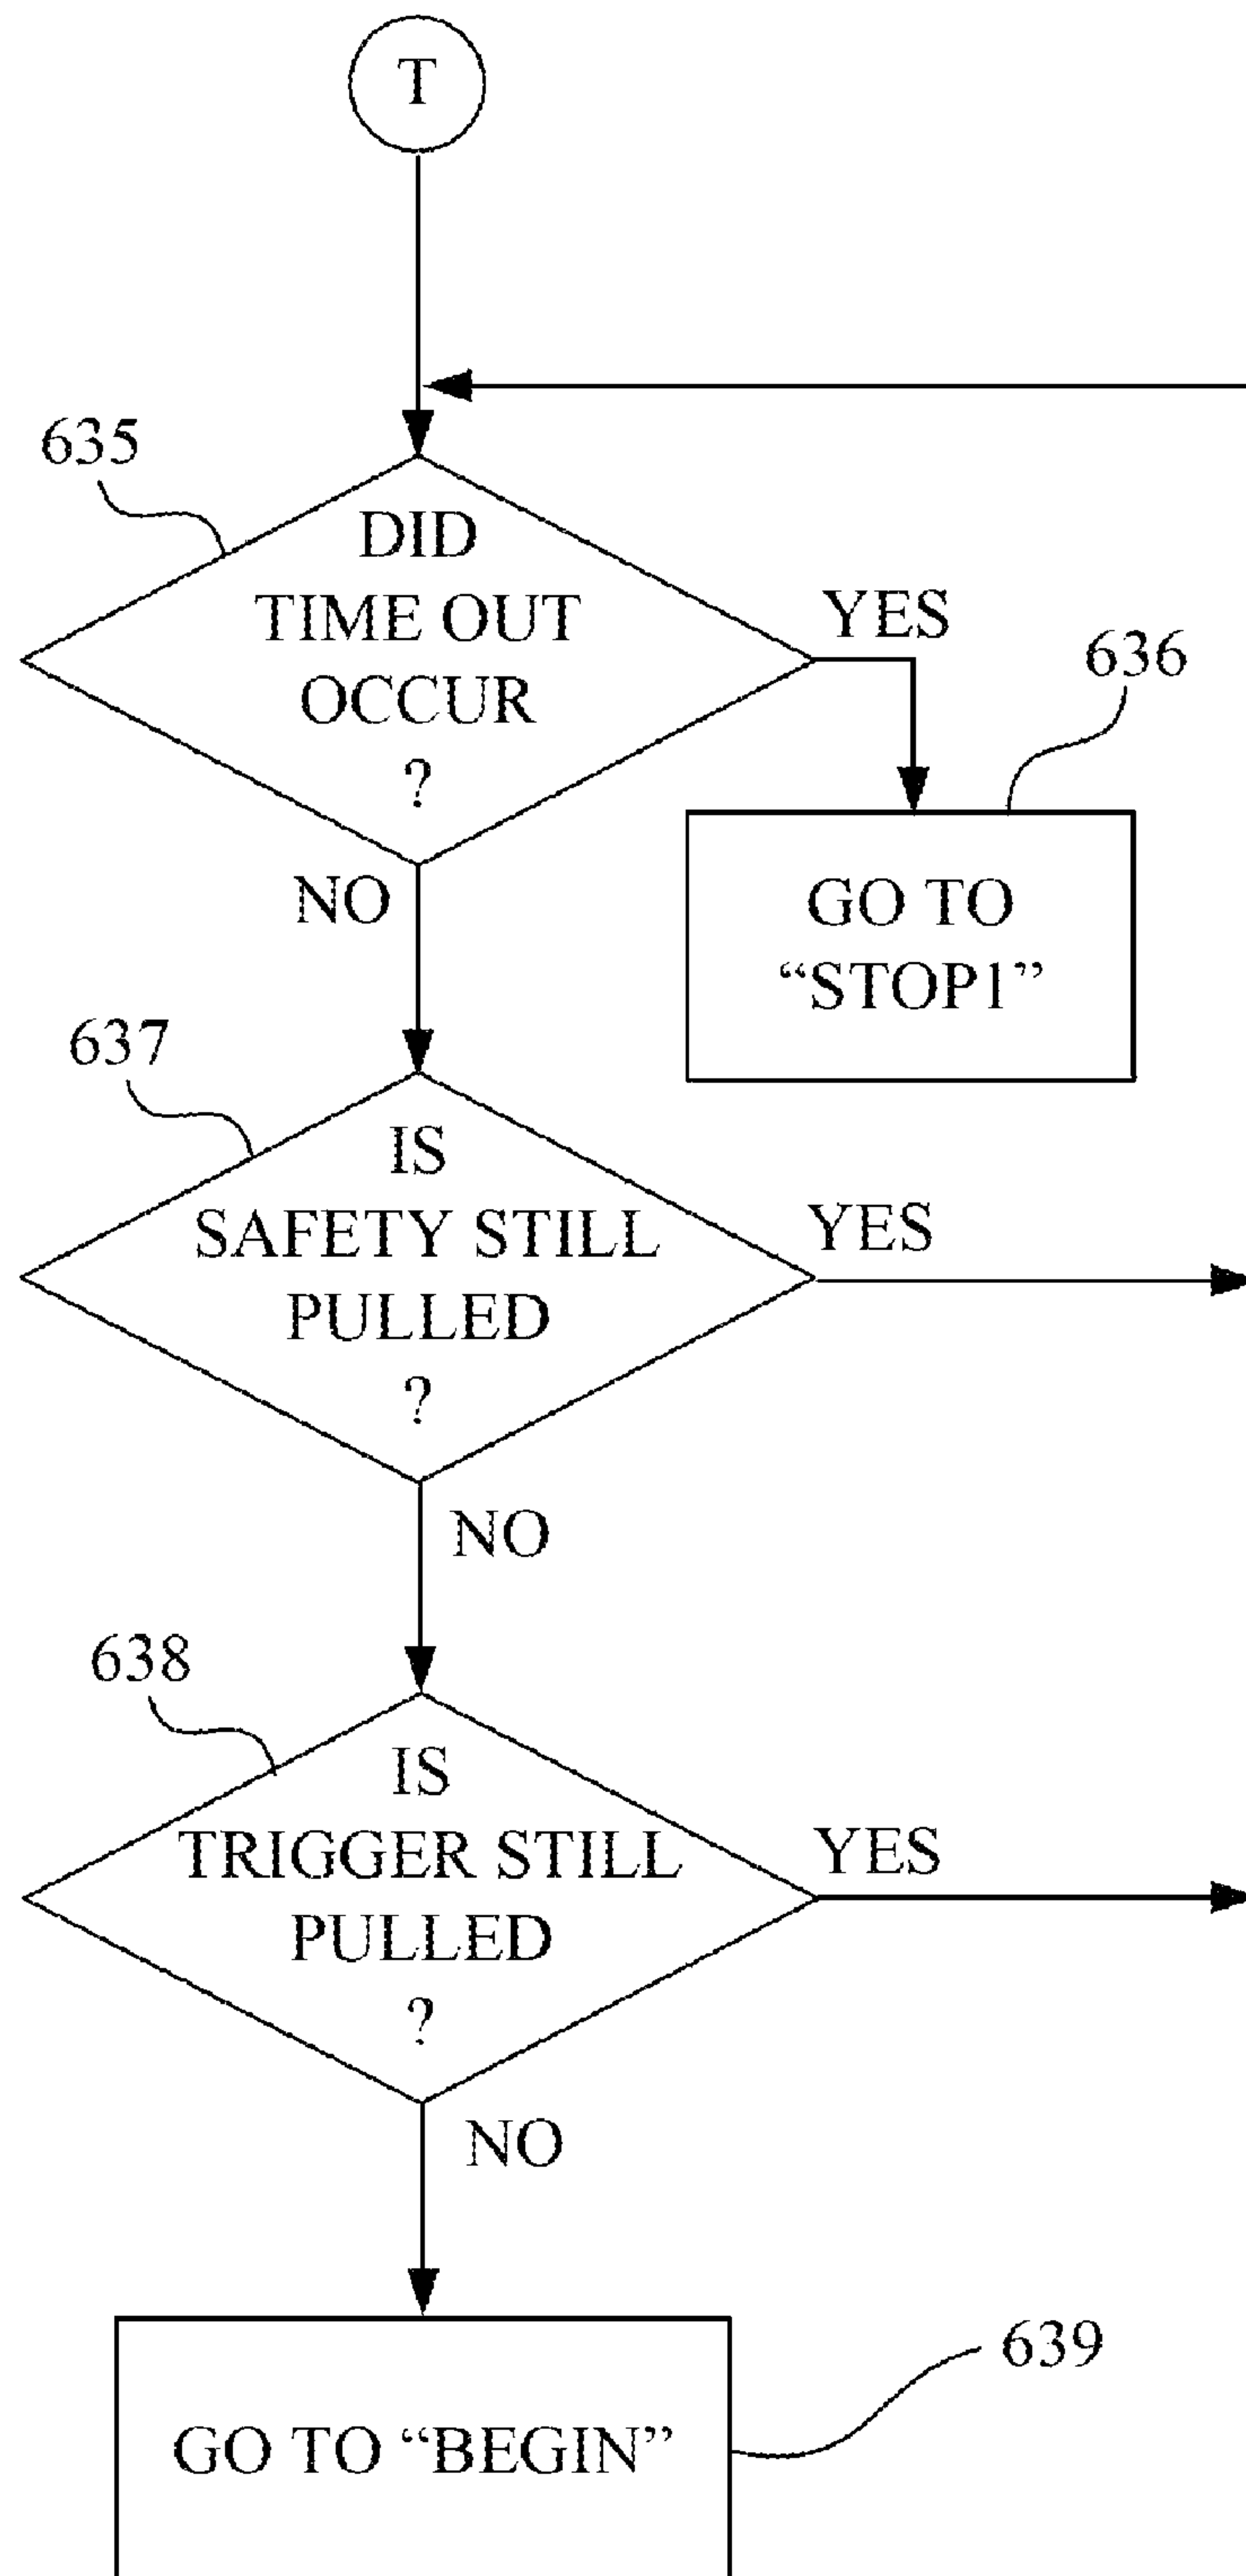 T
635
DID
TIME OUT
OCCUR
?
YES
636
GO TO
“STOP1”
NO
637
IS
SAFETY STILL
PULLED
?
YES
NO
638
IS
TRIGGER STILL
PULLED
?
YES
NO
639
GO TO “BEGIN”